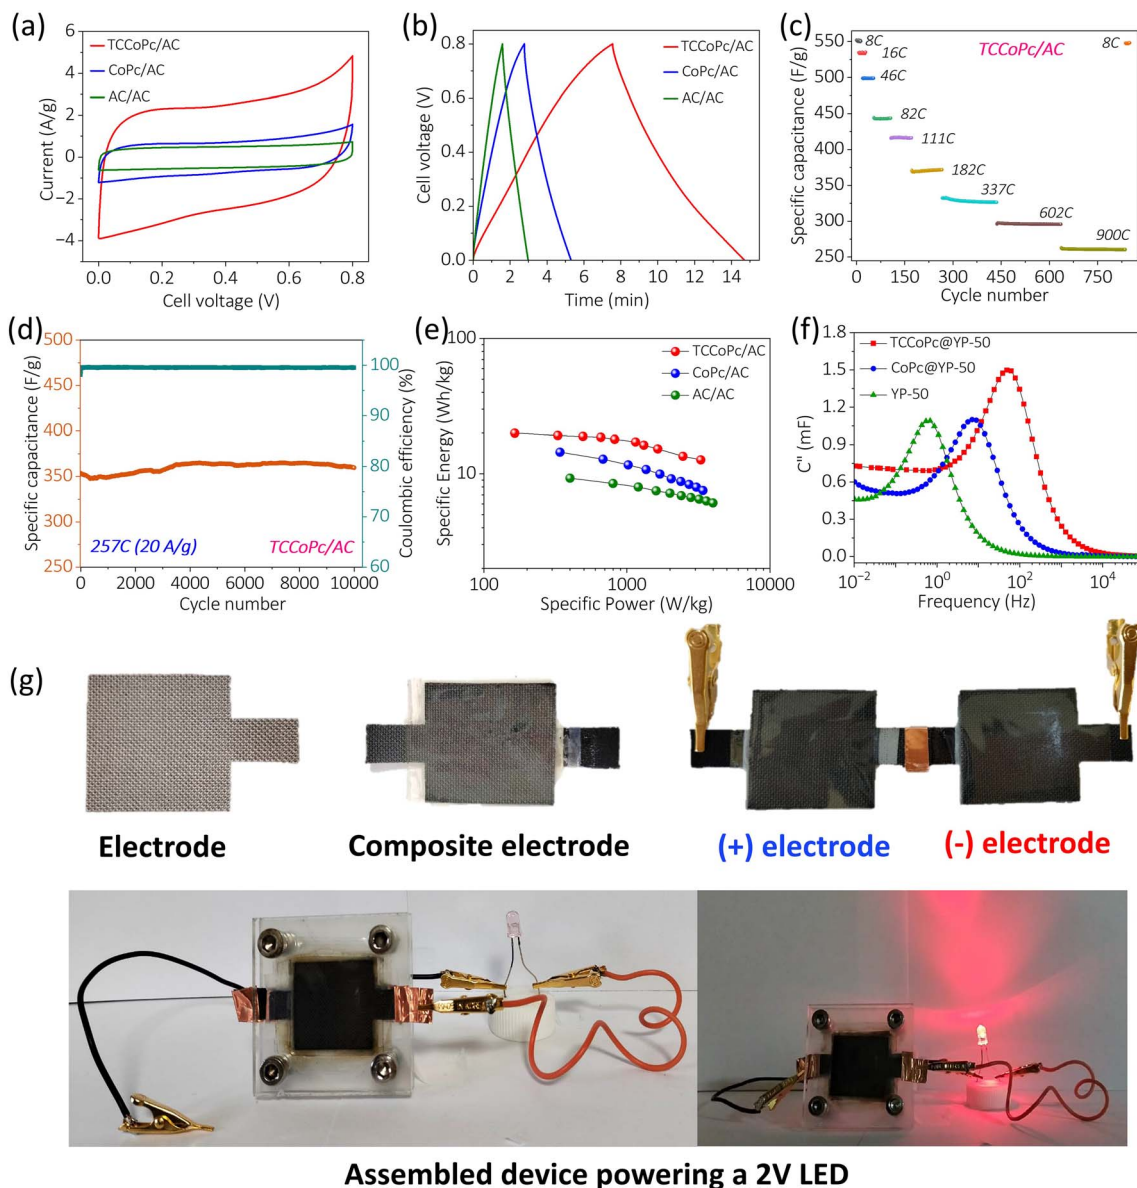 (a)
6
4
2
0
−2
−4
Current (A/g)
TCCoPc/AC
CoPc/AC
AC/AC
0.0 0.2 0.4 0.6 0.8
Cell voltage (V)
(b)
0.8
0.6
0.4
0.2
0.0
Cell voltage (V)
TCCoPc/AC
CoPc/AC
AC/AC
0 2 4 6 8 10 12 14
Time (min)
(c)
550
500
450
400
350
300
250
Specific capacitance (F/g)
8C
16C
46C
82C
111C
182C
337C
602C
900C
8C
TCCoPc/AC
0 150 300 450 600 750
Cycle number
(d)
500
475
450
425
400
375
350
325
300
275
250
Specific capacitance (F/g)
100
90
80
70
60
Coulombic efficiency (%)
257C (20 A/g)
TCCoPc/AC
0 2000 4000 6000 8000 10000
Cycle number
(e)
100
10
Specific Energy (Wh/kg)
TCCoPc/AC
CoPc/AC
AC/AC
100 1000 10000
Specific Power (W/kg)
(f)
1.8
1.5
1.2
0.9
0.6
0.3
0.0
C" (mF)
TCCoPc@YP-50
CoPc@YP-50
YP-50
10⁻² 10⁰ 10² 10⁴
Frequency (Hz)
(g)
Electrode
Composite electrode
(+) electrode
(-) electrode
Assembled device powering a 2V LED